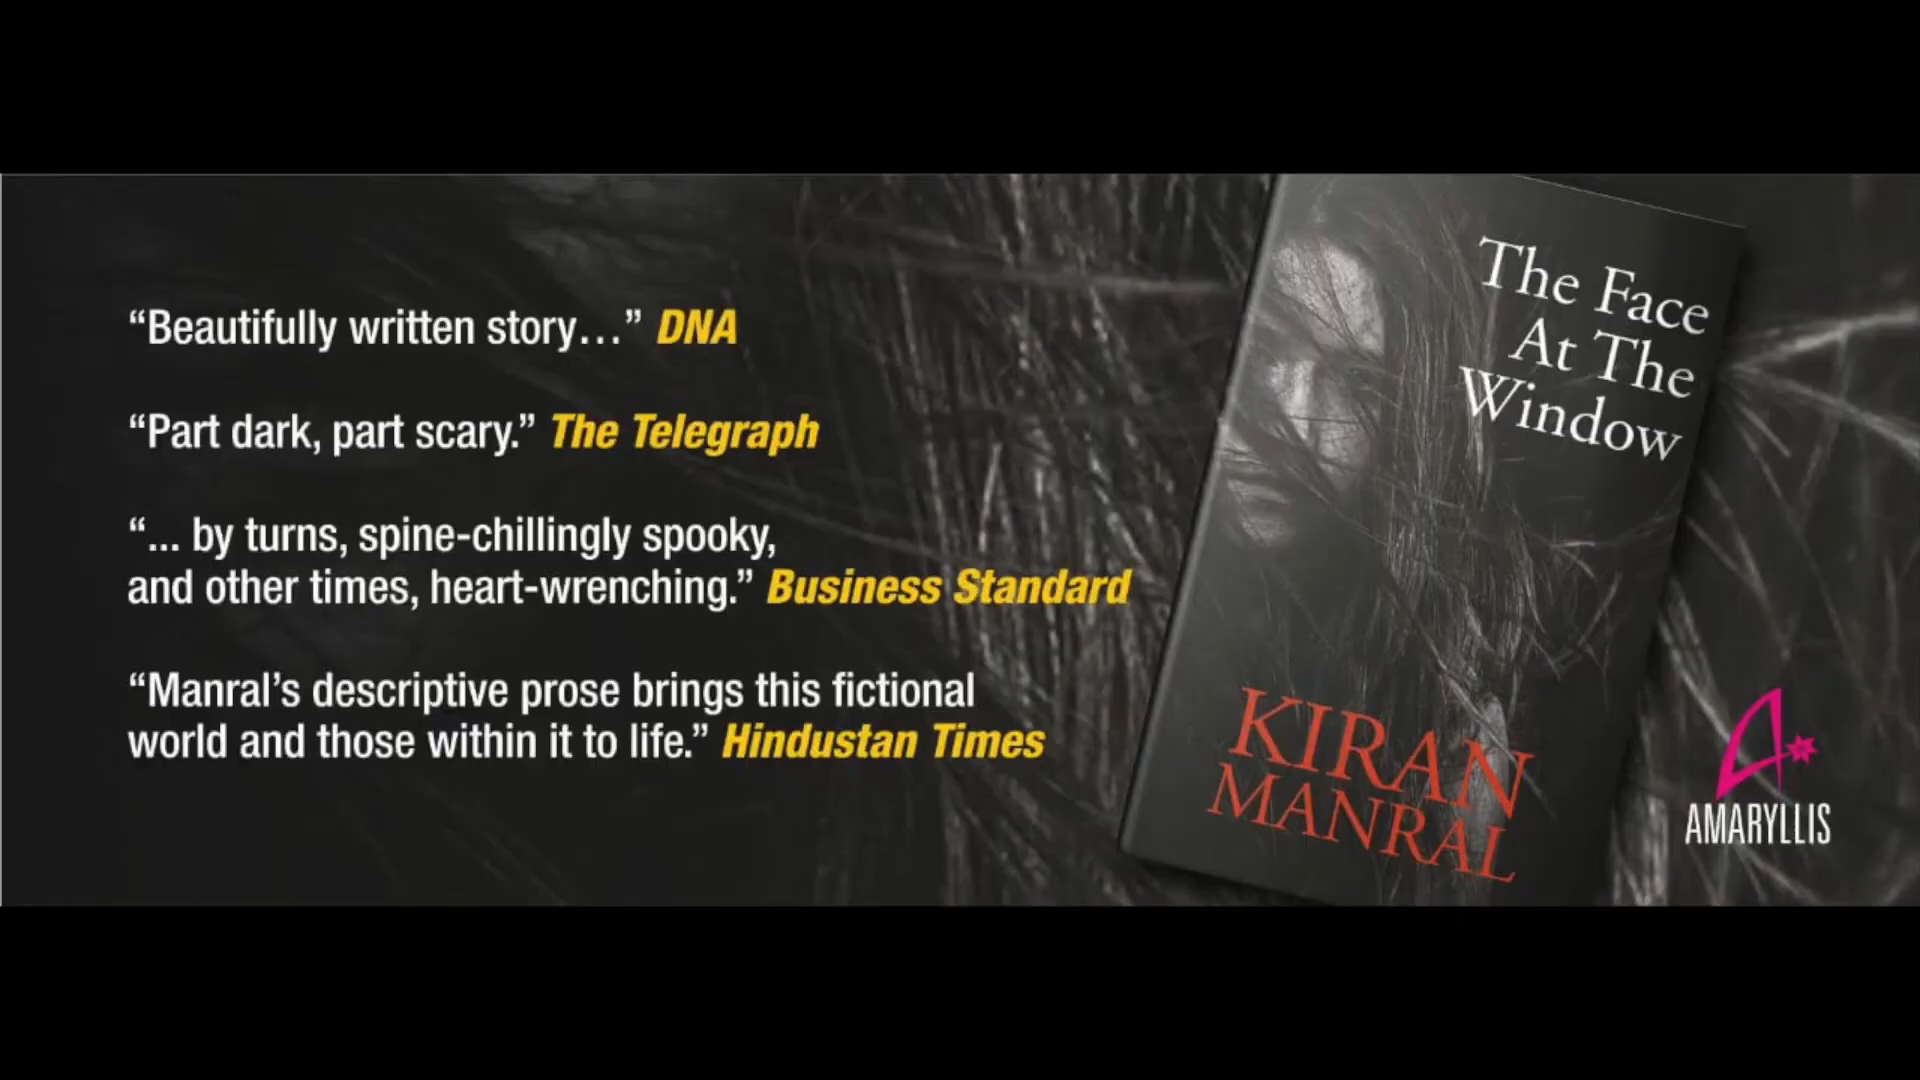 “Beautifully written story…” DNA
“Part dark, part scary.” The Telegraph
“... by turns, spine-chillingly spooky,
and other times, heart-wrenching.” Business Standard
“Manral’s descriptive prose brings this fictional
world and those within it to life.” Hindustan Times
The Face
At The
Window
KIRAN
MANRAL
AMARYLLIS